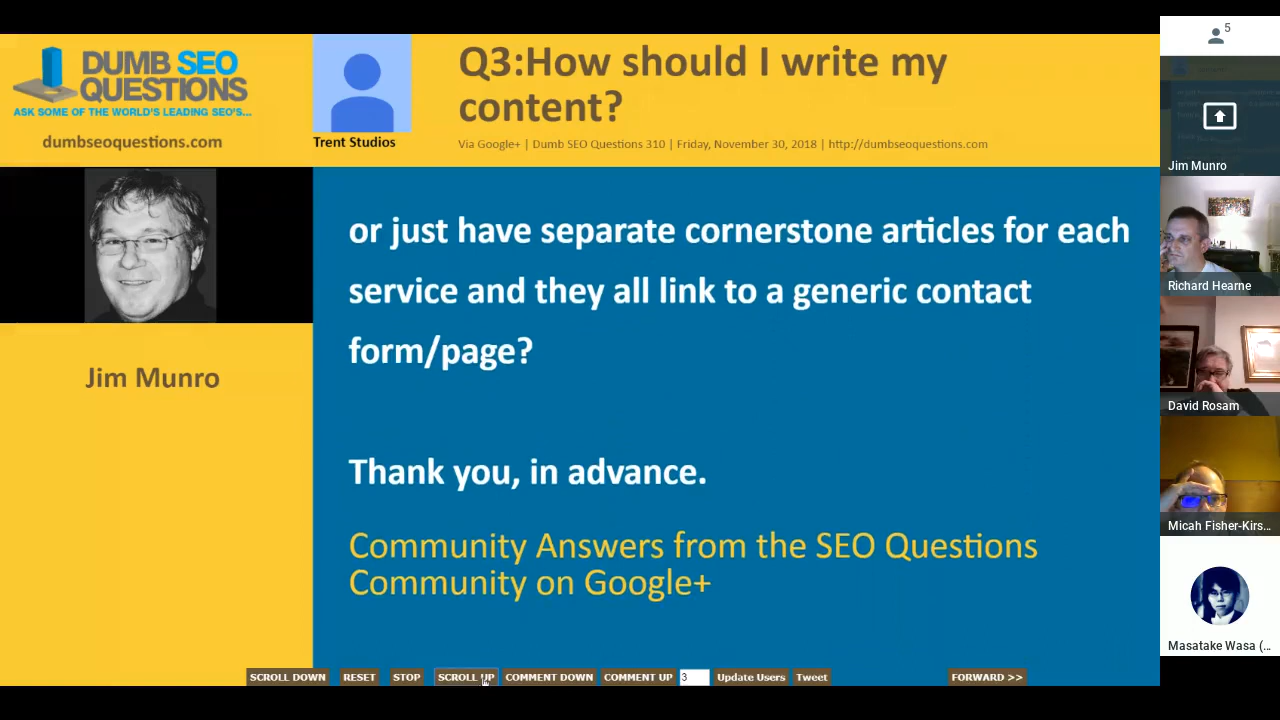 DUMB SEO
QUESTIONS
ASK SOME OF THE WORLD'S LEADING SEO'S...
dumbseoquestions.com
Trent Studios
Q3:How should I write my
content?
Via Google+ | Dumb SEO Questions 310 | Friday, November 30, 2018 | http://dumbseoquestions.com
Jim Munro
or just have separate cornerstone articles for each
service and they all link to a generic contact
form/page?
Thank you, in advance.
Community Answers from the SEO Questions
Community on Google+
SCROLL DOWN RESET STOP SCROLL UP COMMENT DOWN COMMENT UP 3 Update Users Tweet FORWARD >>
5
Jim Munro
Richard Hearne
David Rosam
Micah Fisher-Kirs...
Masatake Wasa (...